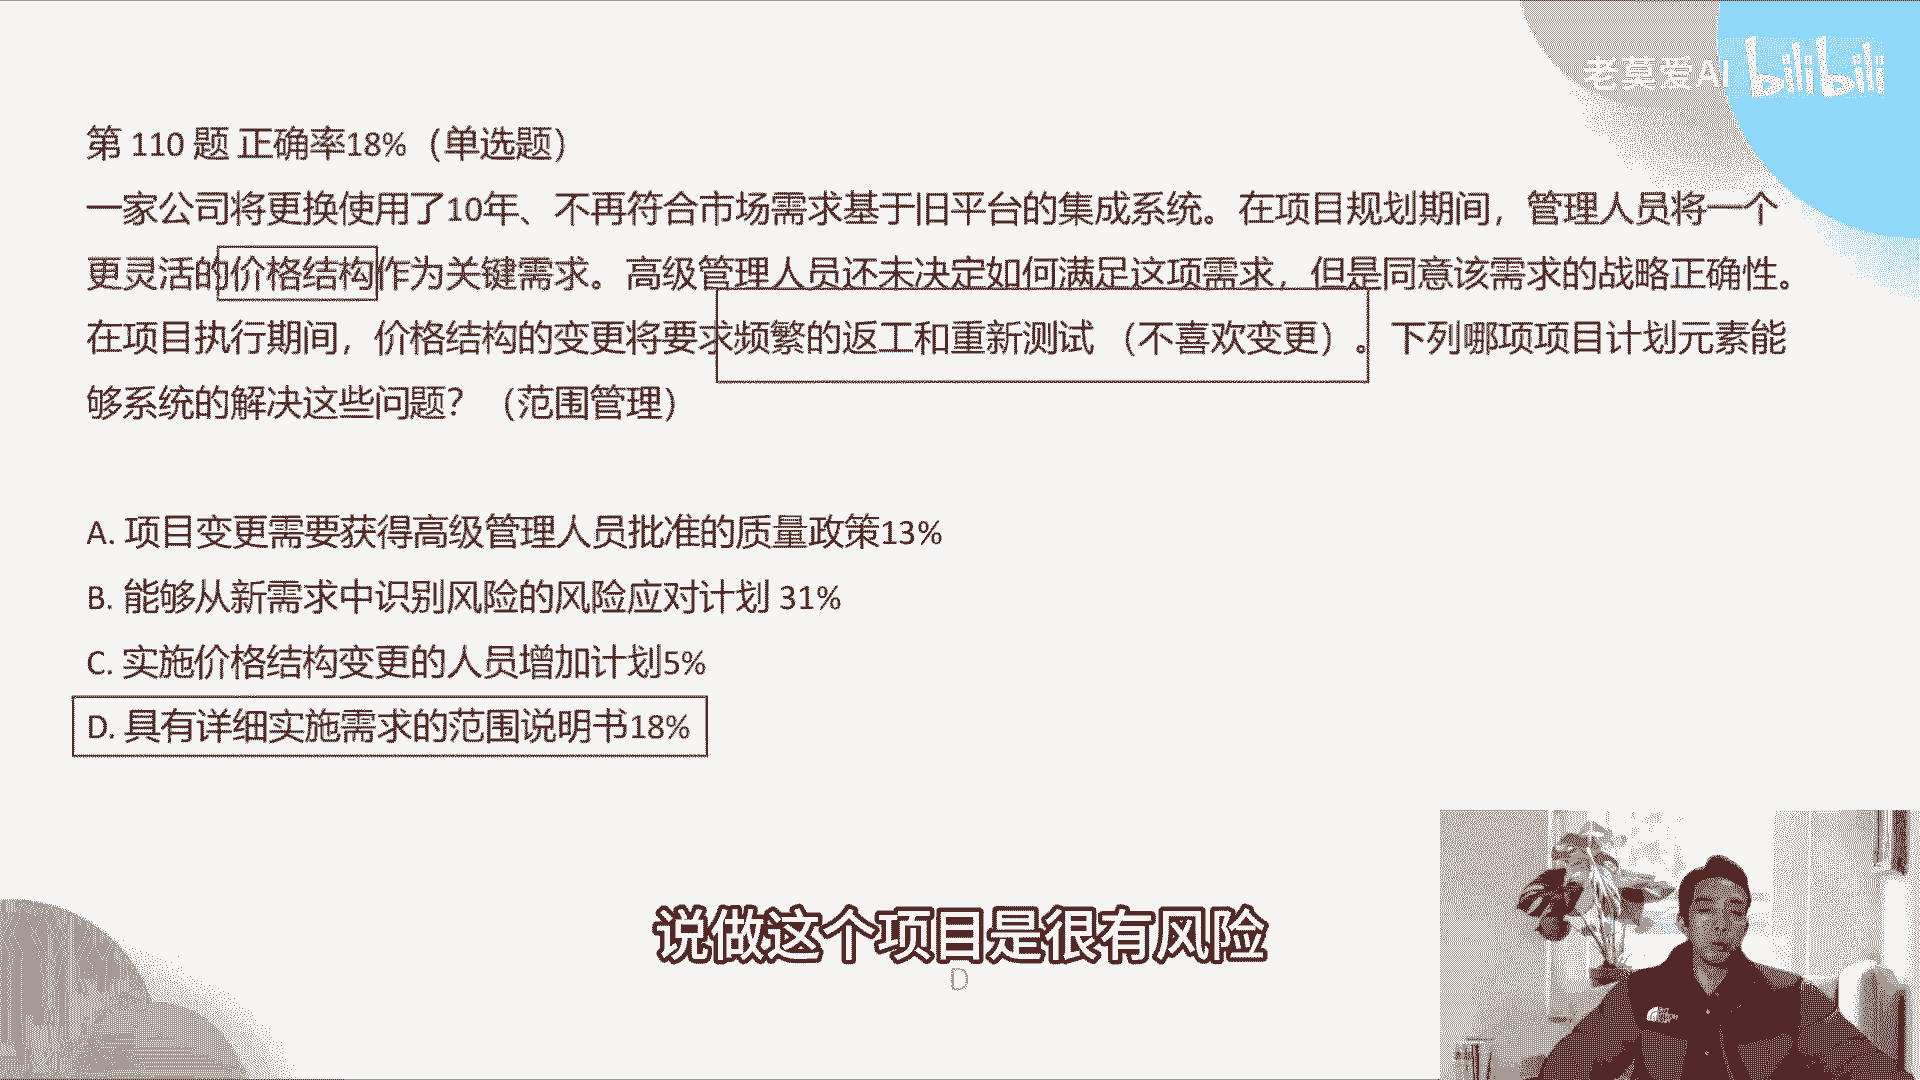 老莫爱AI bilibili
第 110 题 正确率18%（单选题）
一家公司将更换使用了10年、不再符合市场需求基于旧平台的集成系统。在项目规划期间，管理人员将一个
更灵活的价格结构作为关键需求。高级管理人员还未决定如何满足这项需求，但是同意该需求的战略正确性。
在项目执行期间，价格结构的变更将要求频繁的返工和重新测试 （不喜欢变更）。 下列哪项项目计划元素能
够系统的解决这些问题？（范围管理）
A. 项目变更需要获得高级管理人员批准的质量政策13%
B. 能够从新需求中识别风险的风险应对计划 31%
C. 实施价格结构变更的人员增加计划5%
D. 具有详细实施需求的范围说明书18%
说做这个项目是很有风险
D